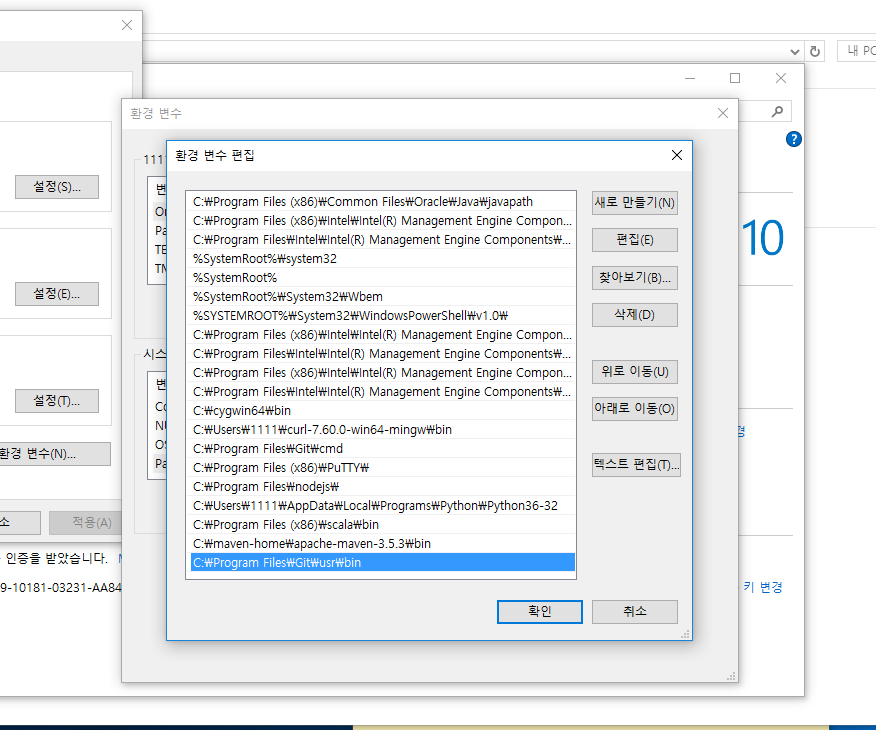 내 PC
환경 변수
?
1111
환경 변수 편집
C:₩Program Files (x86)₩Common Files₩Oracle₩Java₩javapath
새로 만들기(N)
C:₩Program Files (x86)₩Intel₩Intel(R) Management Engine Compon...
C:₩Program Files₩Intel₩Intel(R) Management Engine Components₩...
편집(E)
%SystemRoot%₩system32
%SystemRoot%
찾아보기(B)...
%SystemRoot%₩System32₩Wbem
%SYSTEMROOT%₩System32₩WindowsPowerShell₩v1.0₩
삭제(D)
C:₩Program Files (x86)₩Intel₩Intel(R) Management Engine Compon...
C:₩Program Files₩Intel₩Intel(R) Management Engine Components₩...
C:₩Program Files (x86)₩Intel₩Intel(R) Management Engine Compon...
위로 이동(U)
C:₩Program Files₩Intel₩Intel(R) Management Engine Components₩...
C:₩cygwin64₩bin
아래로 이동(O)
C:₩Users₩1111₩curl-7.60.0-win64-mingw₩bin
C:₩Program Files₩Git₩cmd
C:₩Program Files (x86)₩PuTTY₩
텍스트 편집(T)...
C:₩Program Files₩nodejs₩
C:₩Users₩1111₩AppData₩Local₩Programs₩Python₩Python36-32
C:₩Program Files (x86)₩scala₩bin
C:₩maven-home₩apache-maven-3.5.3₩bin
C:₩Program Files₩Git₩usr₩bin
확인
취소
설정(S)...
설정(E)...
설정(T)...
환경 변수(N)...
소
적용(A)
인증을 받았습니다.
9-10181-03231-AA84
변
Pa
TE
시스
변
Co
NU
OS
Pa
10
경
키 변경